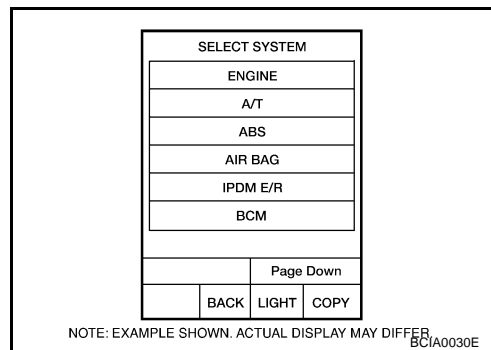 SELECT SYSTEM
ENGINE
A/T
ABS
AIR BAG
IPDM E/R
BCM
Page Down
BACK LIGHT COPY
NOTE: EXAMPLE SHOWN. ACTUAL DISPLAY MAY DIFFER.
BCIA0030E